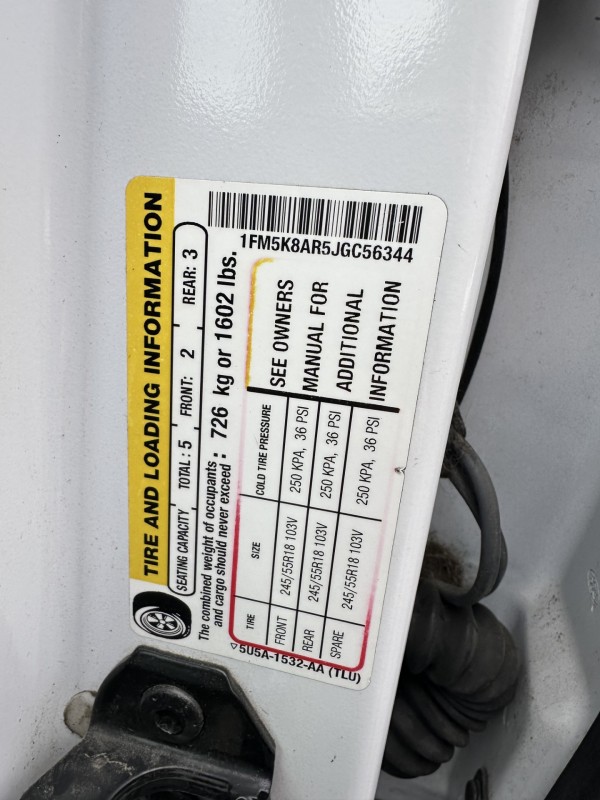 TIRE AND LOADING INFORMATION
SEATING CAPACITY TOTAL: 5 FRONT: 2 REAR: 3
The combined weight of occupants and cargo should never exceed: 726 kg or 1602 lbs.
TIRE SIZE COLD TIRE PRESSURE
FRONT 245/55R18 103V 250 KPA, 36 PSI
REAR 245/55R18 103V 250 KPA, 36 PSI
SPARE 245/55R18 103V 250 KPA, 36 PSI
SEE OWNERS
MANUAL FOR
ADDITIONAL
INFORMATION
1FM5K8AR5JGC56344
5U5A-1532-AA (TLU)